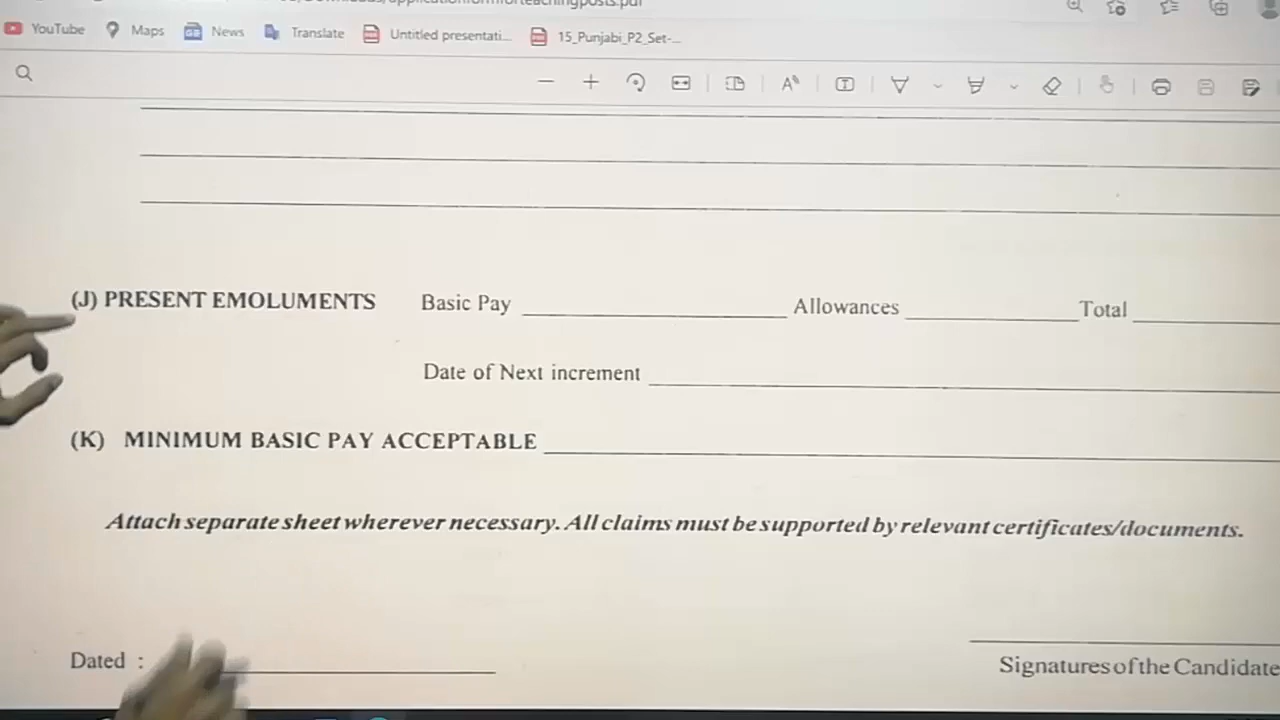 YouTube Maps News Translate Untitled presentati... 15_Punjabi_P2_Set-...
(J) PRESENT EMOLUMENTS Basic Pay Allowances Total
Date of Next increment
(K) MINIMUM BASIC PAY ACCEPTABLE
Attach separate sheet wherever necessary. All claims must be supported by relevant certificates/documents.
Dated :
Signatures of the Candidate